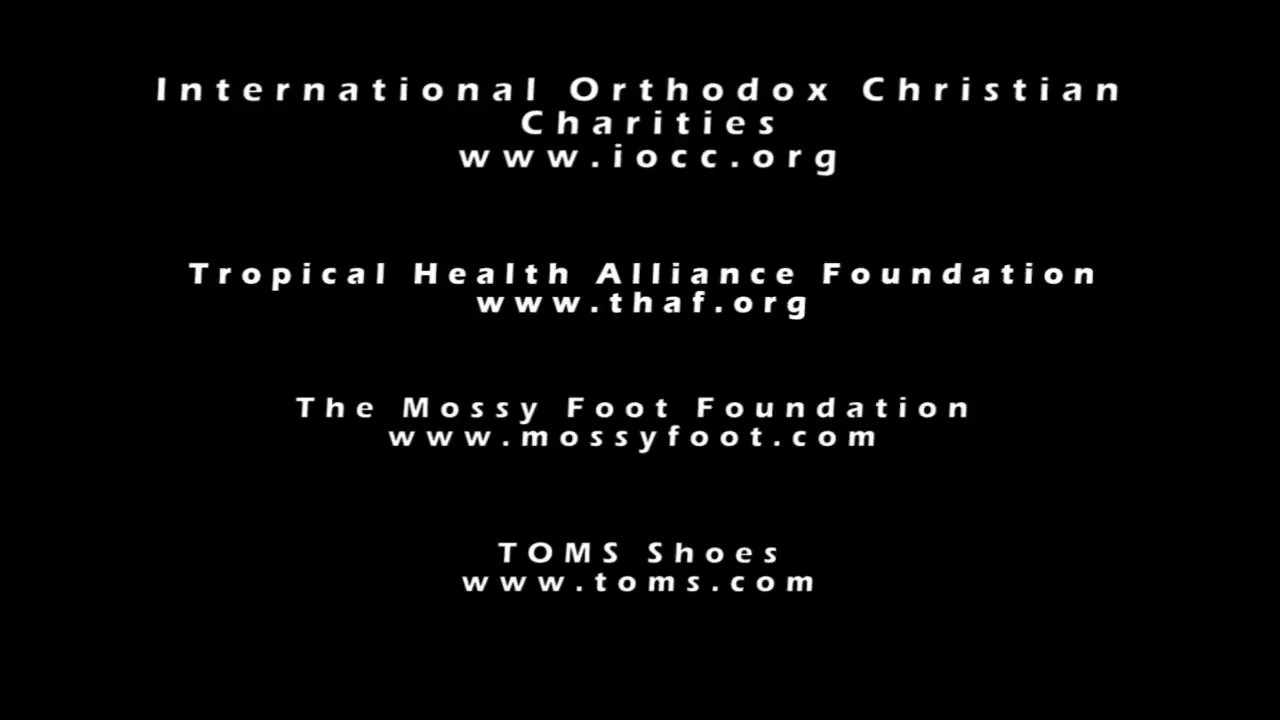 International Orthodox Christian
Charities
www.iocc.org
Tropical Health Alliance Foundation
www.thaf.org
The Mossy Foot Foundation
www.mossyfoot.com
TOMS Shoes
www.toms.com